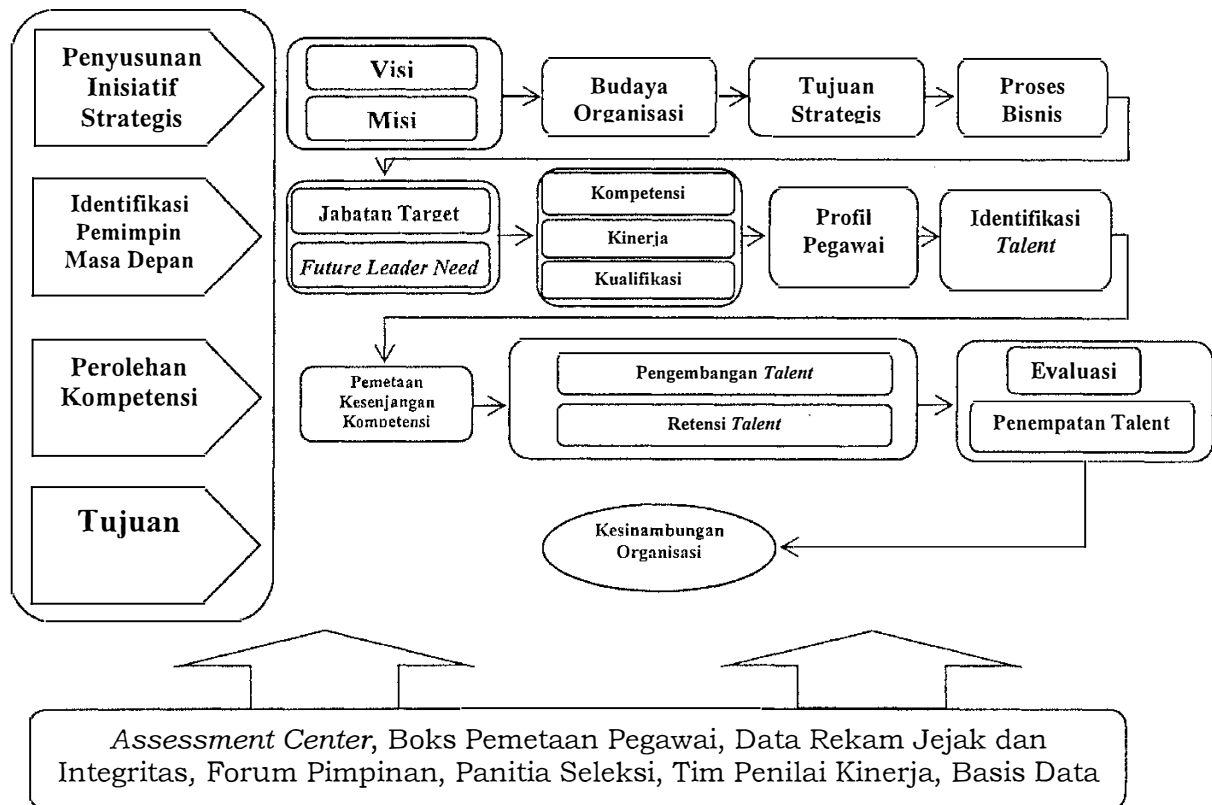 Penyusunan
Inisiatif
Strategis
Visi
Misi
Budaya
Organisasi
Tujuan
Strategis
Proses
Bisnis
Identifikasi
Pemimpin
Masa Depan
Jabatan Target
Future Leader Need
Kompetensi
Kinerja
Kualifikasi
Profil
Pegawai
Identifikasi
Talent
Perolehan
Kompetensi
Pemetaan
Kesenjangan
Kompetensi
Pengembangan Talent
Retensi Talent
Evaluasi
Penempatan Talent
Tujuan
Kesinambungan
Organisasi
Assessment Center, Boks Pemetaan Pegawai, Data Rekam Jejak dan
Integritas, Forum Pimpinan, Panitia Seleksi, Tim Penilai Kinerja, Basis Data